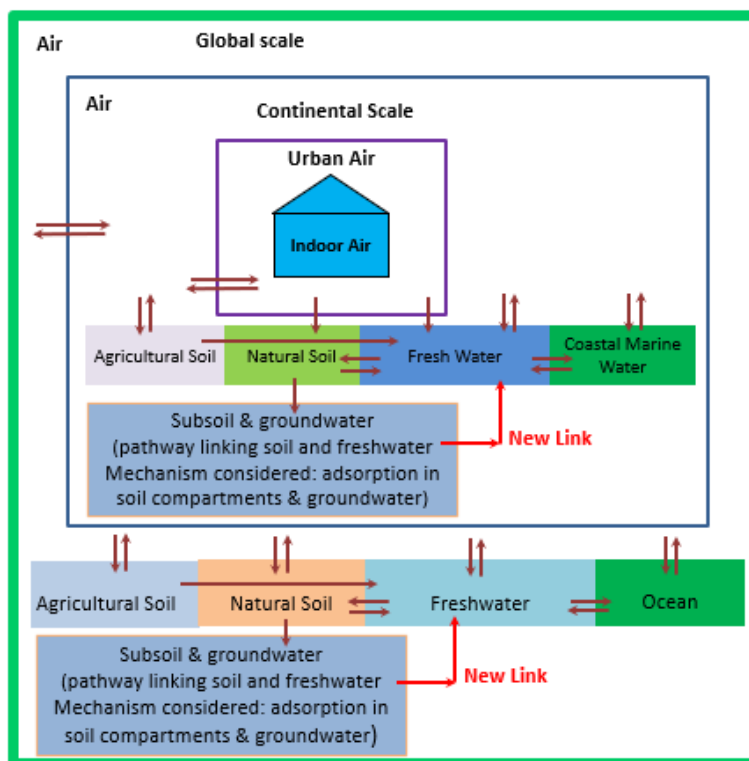 Air
Global scale
Air
Continental Scale
Urban Air
Indoor Air
Agricultural Soil
Natural Soil
Fresh Water
Coastal Marine
Water
Subsoil & groundwater
(pathway linking soil and freshwater
Mechanism considered: adsorption in
soil compartments & groundwater)
New Link
Agricultural Soil
Natural Soil
Freshwater
Ocean
Subsoil & groundwater
(pathway linking soil and freshwater
Mechanism considered: adsorption in
soil compartments & groundwater)
New Link